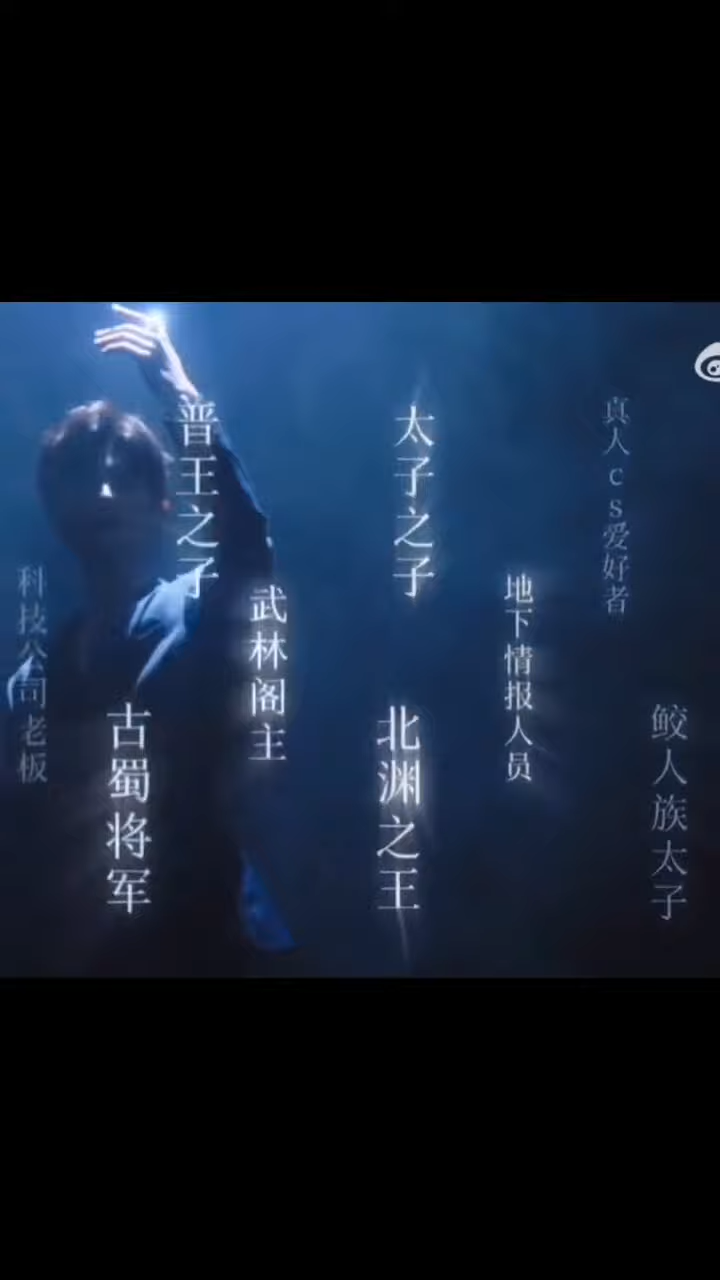 晋王之子
太子之子
真人cs爱好者
科技公司老板
武林阁主
地下情报人员
古蜀将军
北渊之王
鲛人族太子